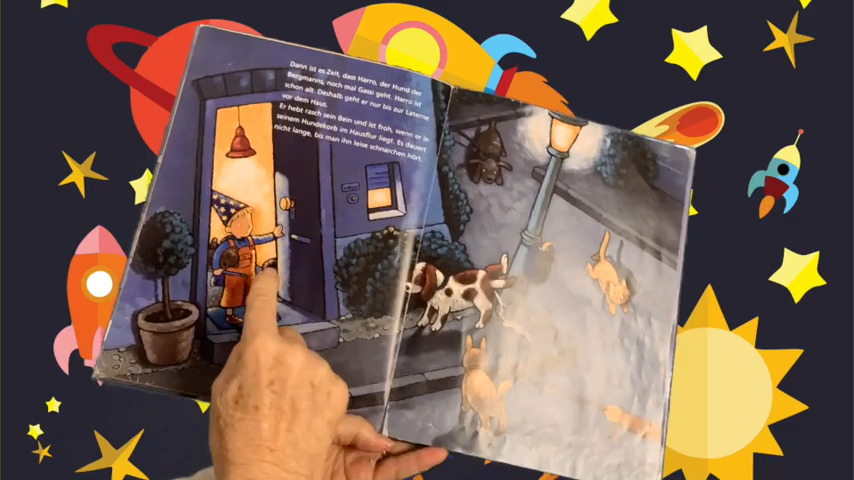 Dann ist es Zeit, dass Harro, der Hund der
Bergmanns, noch mal Gassi geht. Harro ist
schon alt. Deshalb geht er nur bis zur Laterne
vor dem Haus.
Er hebt rasch sein Bein und ist froh, wenn er in
seinem Hundekorb im Hausflur liegt. Es dauert
nicht lange, bis man ihn leise schnarchen hört.